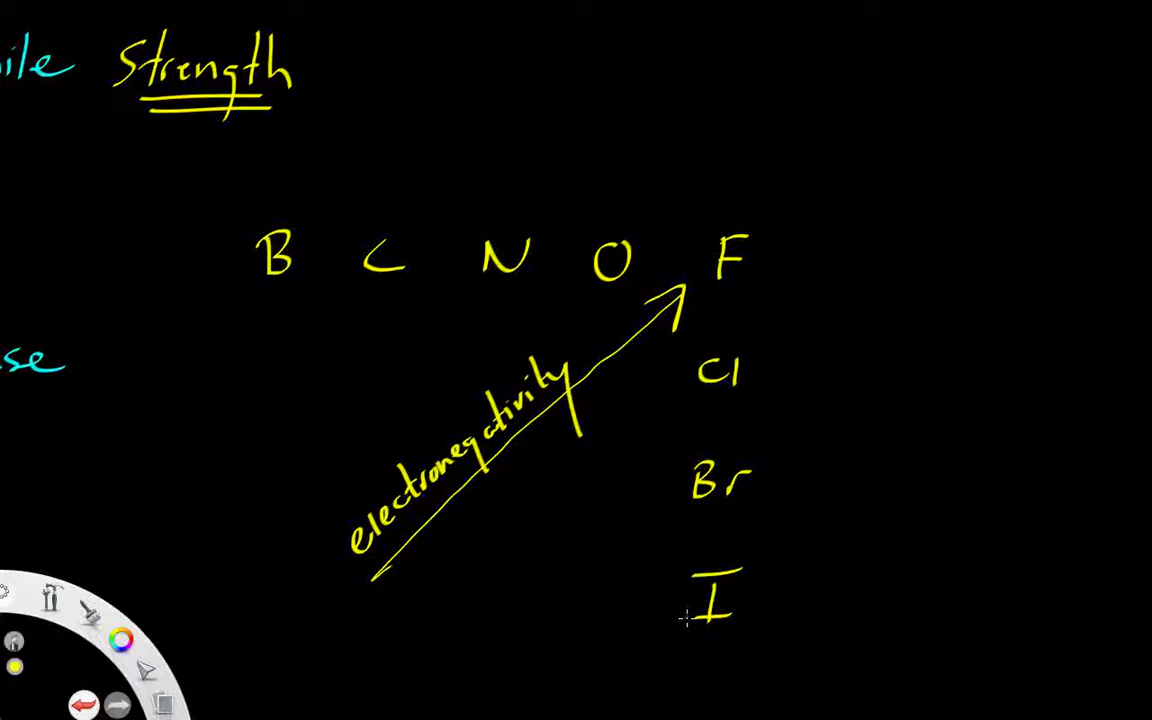 ile Strength
B C N O F
se
Cl
electronegativity
Br
I